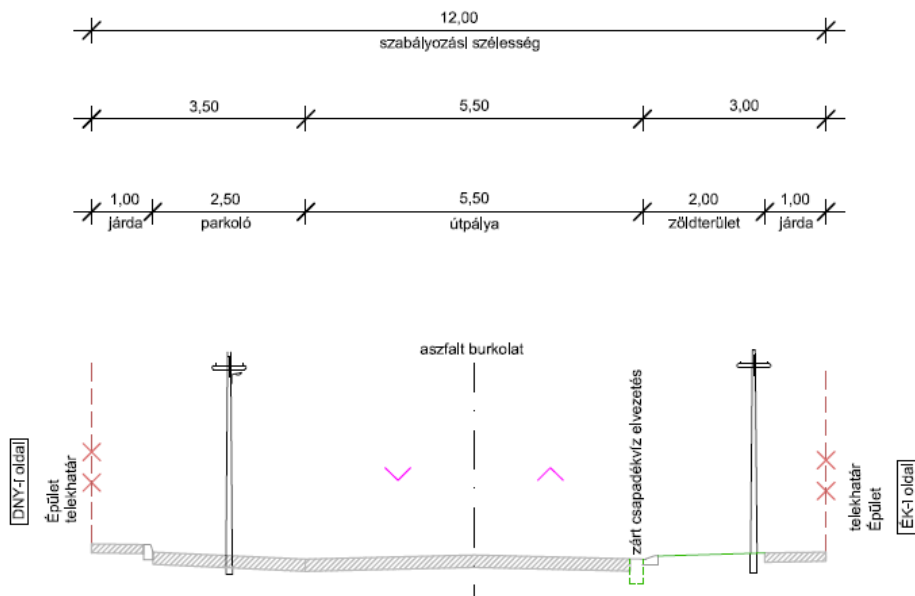 12,00
szabályozási szélesség
3,50
5,50
3,00
1,00
2,50
5,50
2,00
1,00
járda
parkoló
útpálya
zöldterület
járda
aszfalt burkolat
DNY-i oldal
Épület
telekhatár
zárt csapadékvíz elvezetés
telekhatár
Épület
ÉK-i oldal